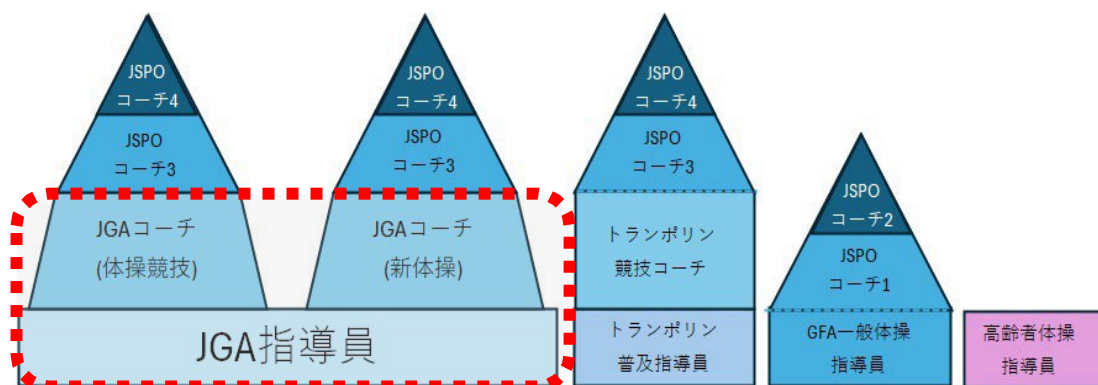 JSPO
コーチ4
JSPO
コーチ3
JGAコーチ
(体操競技)
JSPO
コーチ4
JSPO
コーチ3
JGAコーチ
(新体操)
JGA指導員
JSPO
コーチ4
JSPO
コーチ3
トランポリン
競技コーチ
トランポリン
普及指導員
JSPO
コーチ2
JSPO
コーチ1
GFA一般体操
指導員
高齢者体操
指導員